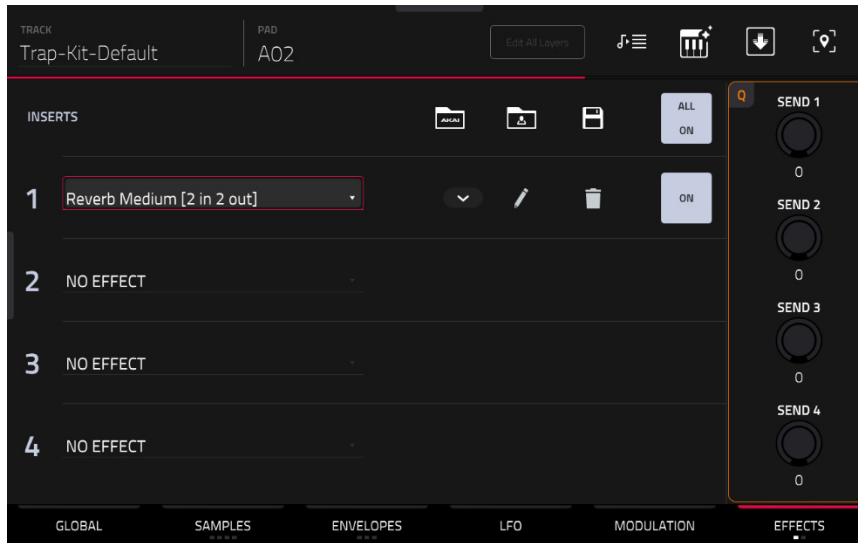 TRACK
Trap-Kit-Default
PAD
A02
Edit All Layers
INSERTS
AKAI
ALL
ON
Q
SEND 1
0
1
Reverb Medium [2 in 2 out]
ON
SEND 2
0
2
NO EFFECT
SEND 3
0
3
NO EFFECT
SEND 4
0
4
NO EFFECT
GLOBAL
SAMPLES
ENVELOPES
LFO
MODULATION
EFFECTS